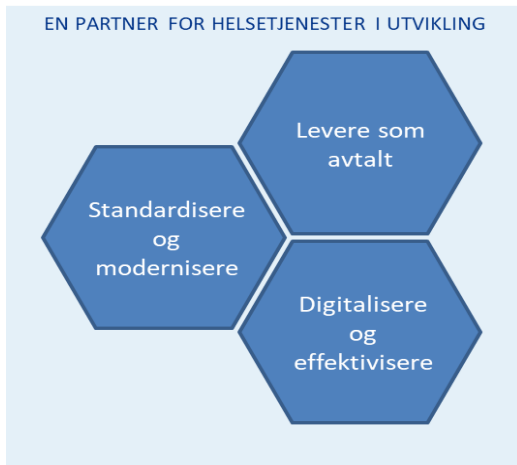 EN PARTNER FOR HELSETJENESTER I UTVIKLING
Levere som
avtalt
Standardisere
og
modernisere
Digitalisere
og
effektivisere